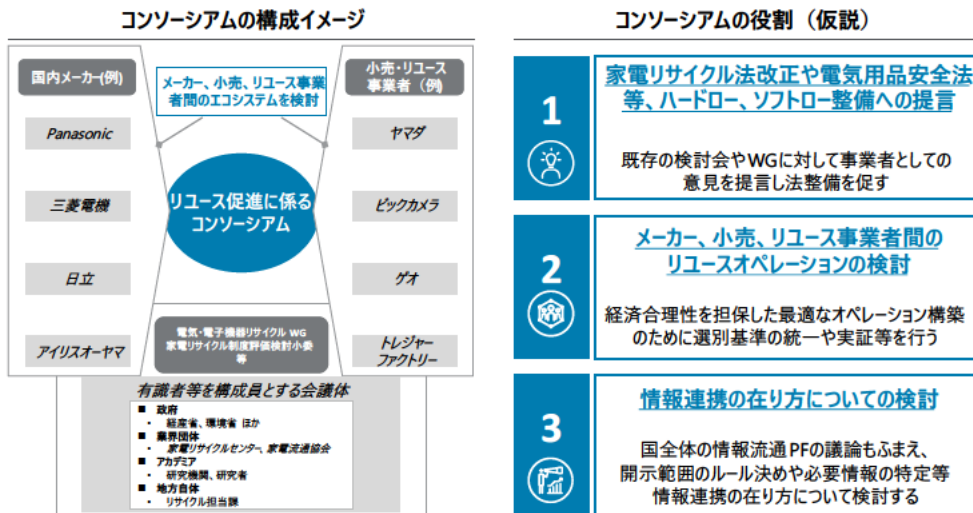 コンソーシアムの構成イメージ
国内メーカー(例)
Panasonic
三菱電機
日立
アイリスオーヤマ
メーカー、小売、リユース事業
者間のエコシステムを検討
リユース促進に係る
コンソーシアム
電気・電子機器リサイクル WG
家電リサイクル制度評価検討小委
等
小売・リユース
事業者（例）
ヤマダ
ビックカメラ
ゲオ
トレジャー
ファクトリー
有識者等を構成員とする会議体
■ 政府
・ 経産省、環境省 ほか
■ 業界団体
・ 家電リサイクルセンター、家電流通協会
■ アカデミア
・ 研究機関、研究者
■ 地方自体
・ リサイクル担当課
コンソーシアムの役割（仮説）
1
家電リサイクル法改正や電気用品安全法
等、ハードロー、ソフトロー整備への提言
既存の検討会やWGに対して事業者としての
意見を提言し法整備を促す
2
メーカー、小売、リユース事業者間の
リユースオペレーションの検討
経済合理性を担保した最適なオペレーション構築
のために選別基準の統一や実証等を行う
3
情報連携の在り方についての検討
国全体の情報流通PFの議論もふまえ、
開示範囲のルール決めや必要情報の特定等
情報連携の在り方について検討する